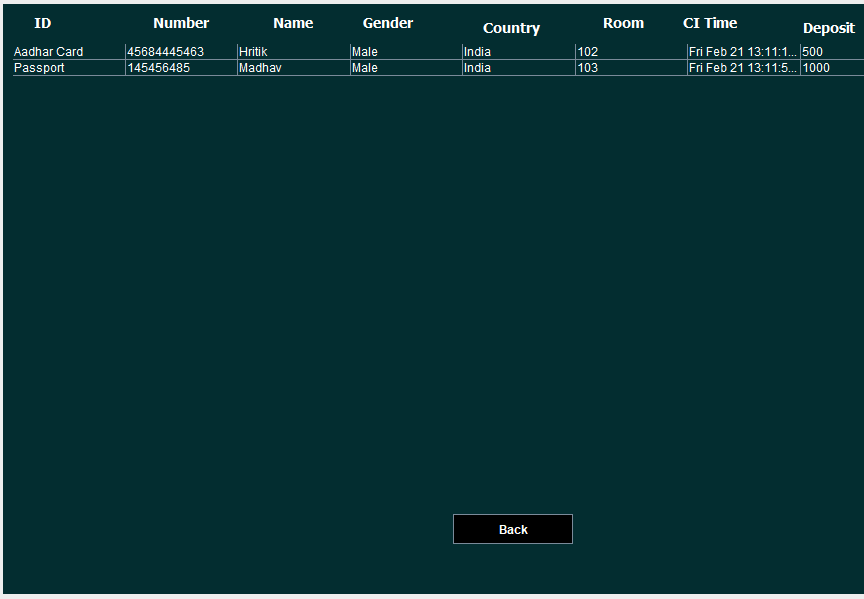 ID Number Name Gender Country Room CI Time Deposit
Aadhar Card 45684445463 Hritik Male India 102 Fri Feb 21 13:11:1... 500
Passport 145456485 Madhav Male India 103 Fri Feb 21 13:11:5... 1000
Back